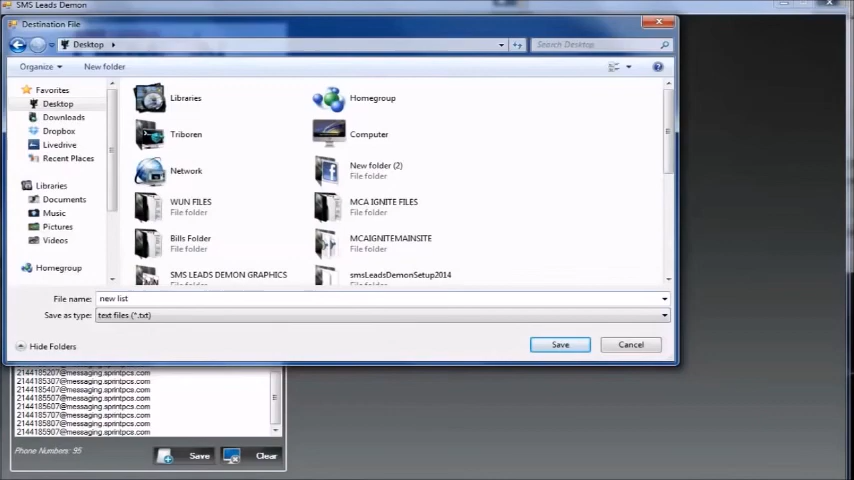 SMS Leads Demon
Destination File
Desktop
Search Desktop
Organize
New folder
Favorites
Desktop
Downloads
Dropbox
Livedrive
Recent Places
Libraries
Documents
Music
Pictures
Videos
Homegroup
Libraries
Homegroup
Triboren
Computer
Network
New folder (2)
File folder
WUN FILES
File folder
MCA IGNITE FILES
File folder
Bills Folder
File folder
MCAIGNITEMAINSITE
File folder
SMS LEADS DEMON GRAPHICS
File folder
smsLeadsDemonSetup2014
File folder
File name: new list
Save as type: text files (*.txt)
Hide Folders
Save
Cancel
2144185207@messaging.sprintpcs.com
2144185307@messaging.sprintpcs.com
2144185407@messaging.sprintpcs.com
2144185507@messaging.sprintpcs.com
2144185607@messaging.sprintpcs.com
2144185707@messaging.sprintpcs.com
2144185807@messaging.sprintpcs.com
2144185907@messaging.sprintpcs.com
Phone Numbers: 95
Save
Clear